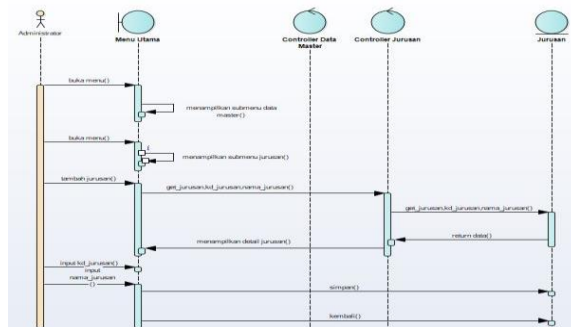 Administrator
Menu Utama
Controller Data
Master
Controller Jurusan
Jurusan
buka menu()
menampilkan submenu data
master()
buka menu()
menampilkan submenu jurusan()
tambah jurusan()
get_jurusan,kd_jurusan,nama_jurusan()
get_jurusan,kd_jurusan,nama_jurusan()
return data()
menampilkan detail jurusan()
input kd_jurusan()
input
nama_jurusan
()
simpan()
kembali()